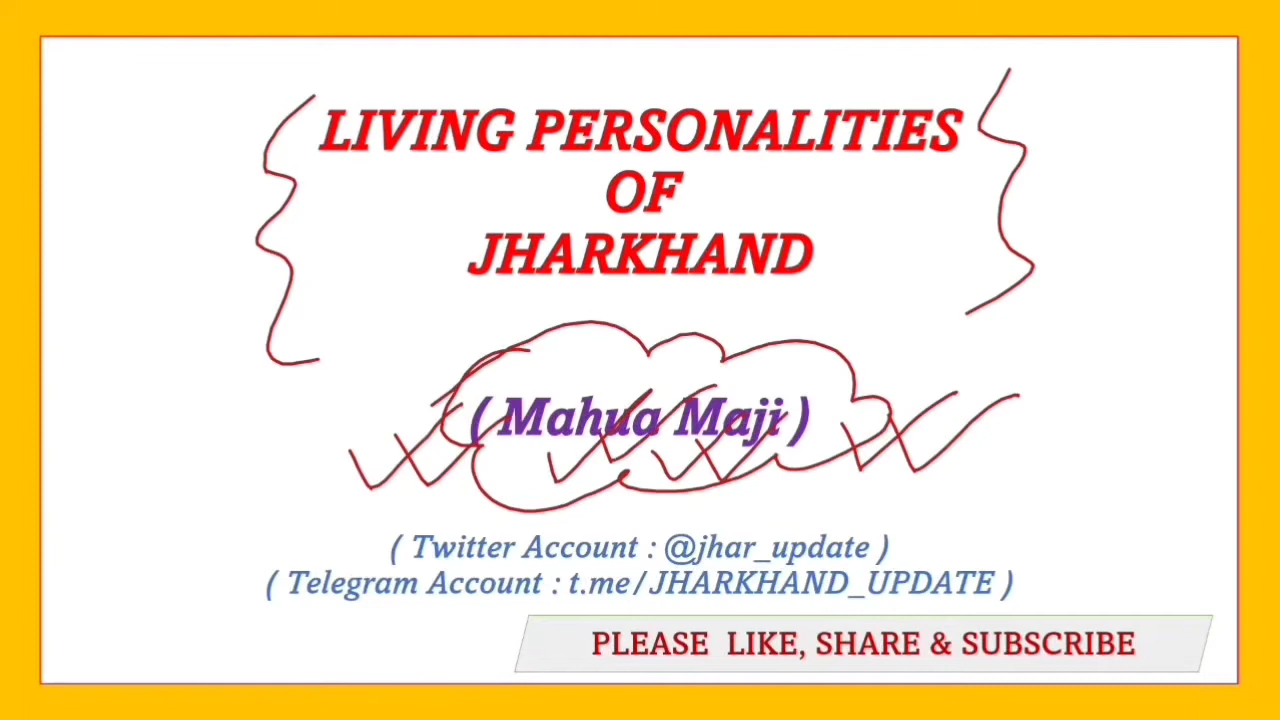 LIVING PERSONALITIES
OF
JHARKHAND
( Mahua Maji )
( Twitter Account : @jhar_update )
( Telegram Account : t.me/JHARKHAND_UPDATE )
PLEASE LIKE, SHARE & SUBSCRIBE